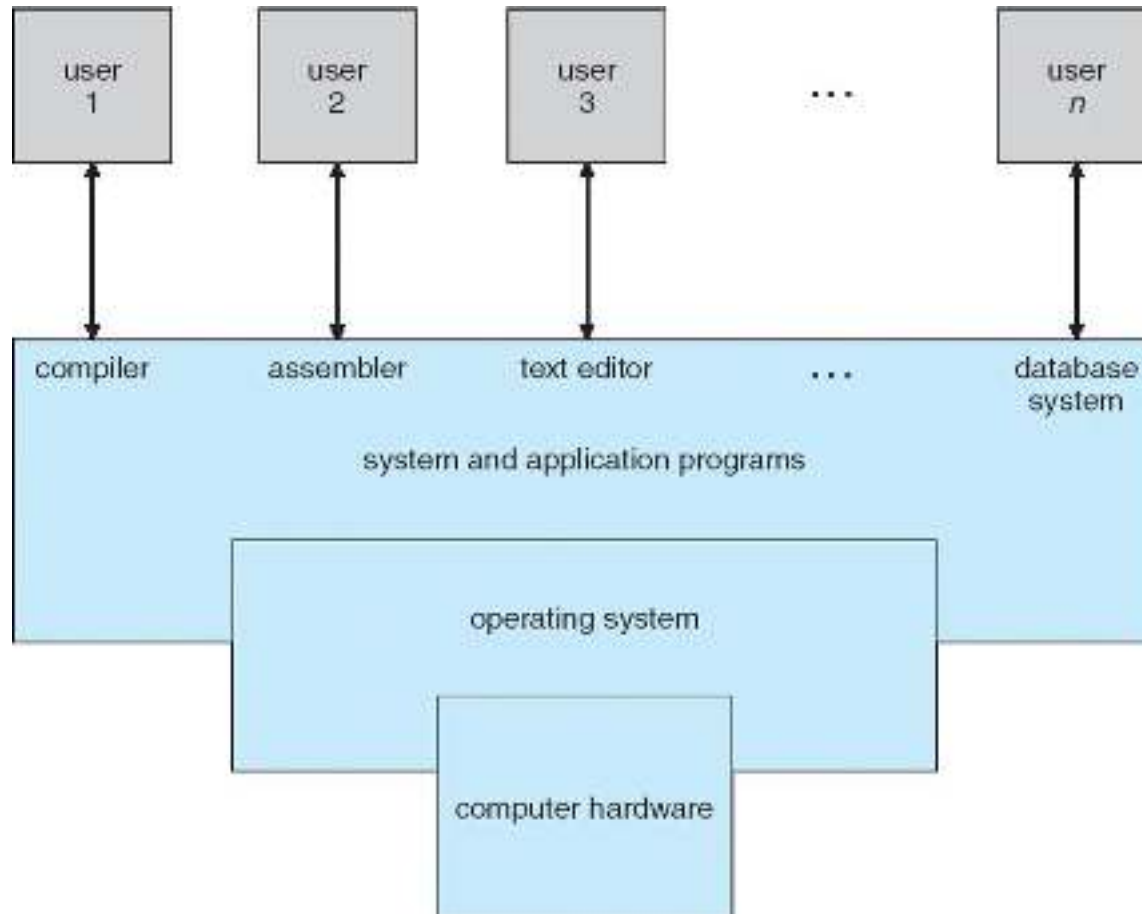 user
1
user
2
user
3
...
user
n
compiler
assembler
text editor
...
database
system
system and application programs
operating system
computer hardware